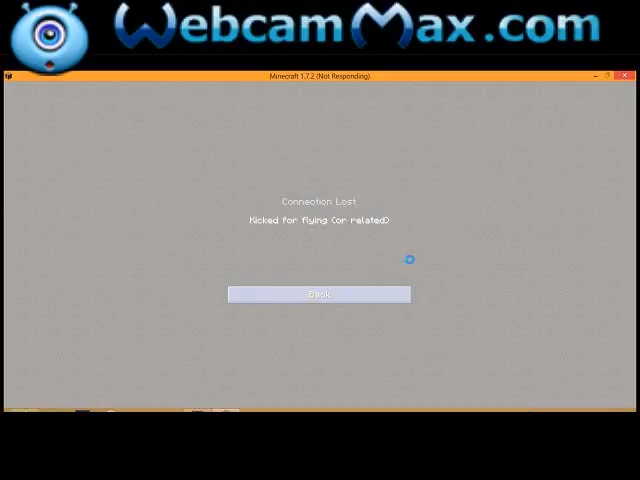 WebcamMax.com
Minecraft 1.7.2 (Not Responding)
Connection Lost
Kicked for flying (or related)
Back